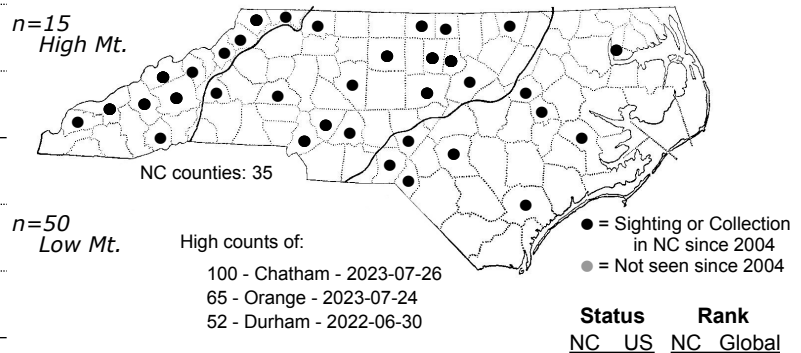 n=15
High Mt.
NC counties: 35
n=50
Low Mt.
High counts of:
100 - Chatham - 2023-07-26
65 - Orange - 2023-07-24
52 - Durham - 2022-06-30
● = Sighting or Collection
in NC since 2004
● = Not seen since 2004
Status Rank
NC US NC Global